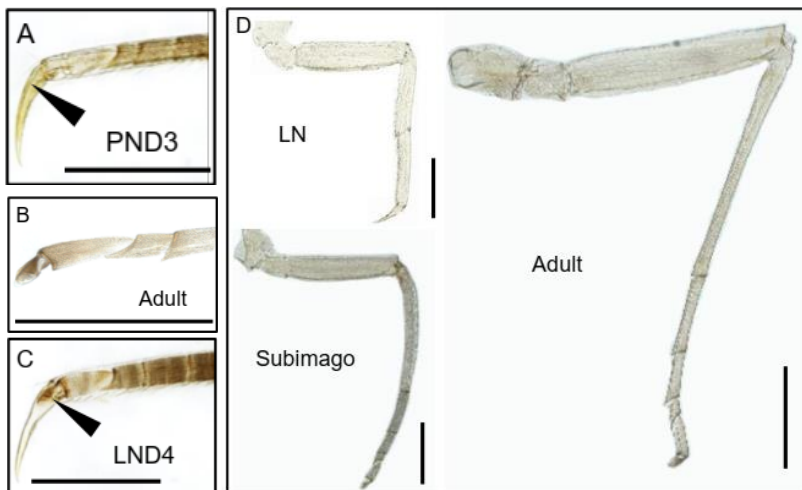 A
PND3
B
Adult
C
LND4
D
LN
Subimago
Adult